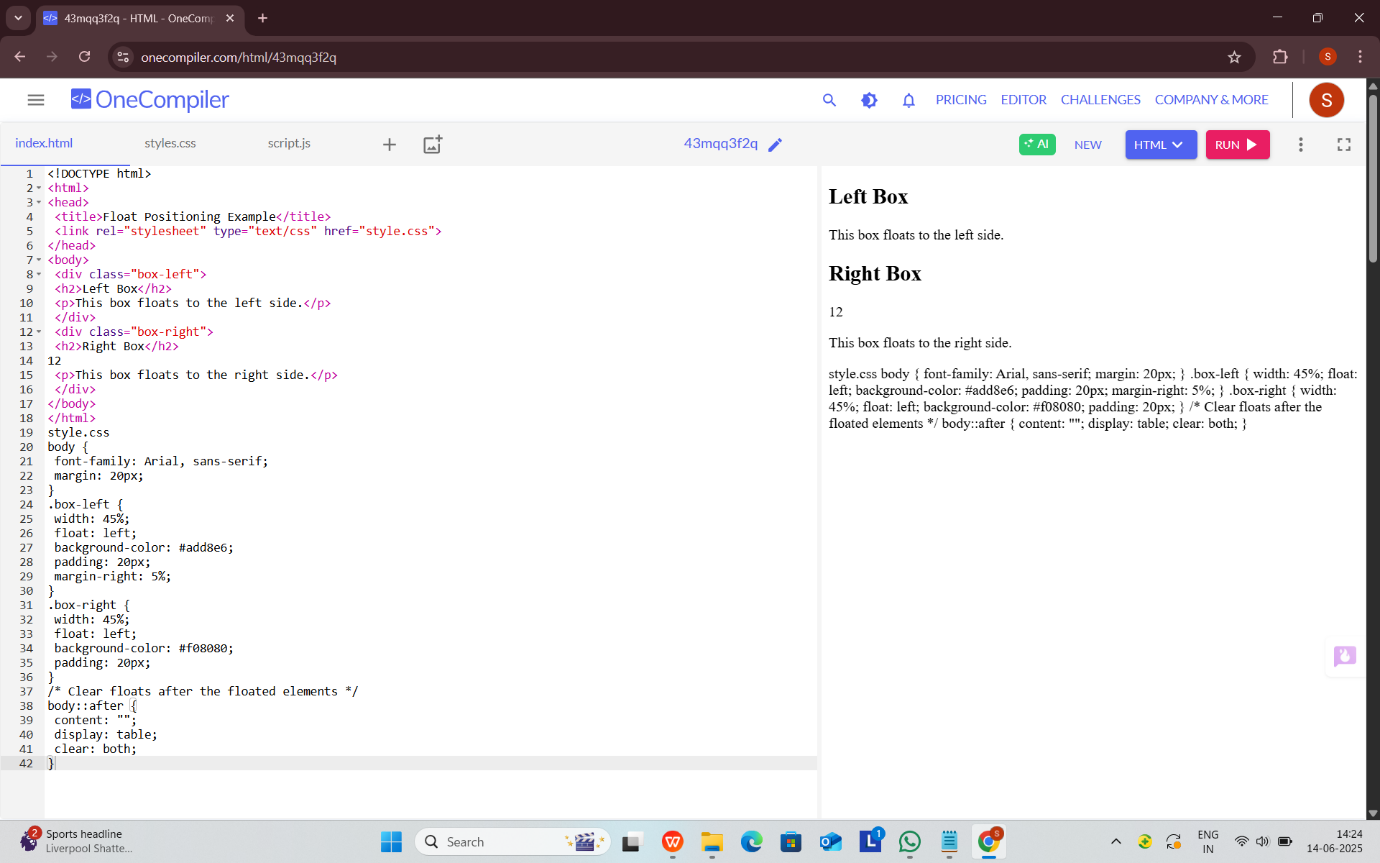 43mqq3f2q - HTML - OneComp
onecompiler.com/html/43mqq3f2q
S
</> OneCompiler
PRICING EDITOR CHALLENGES COMPANY & MORE
S
index.html styles.css script.js
43mqq3f2q
AI NEW HTML RUN
1 <!DOCTYPE html>
2 <html>
3 <head>
4 <title>Float Positioning Example</title>
5 <link rel="stylesheet" type="text/css" href="style.css">
6 </head>
7 <body>
8 <div class="box-left">
9 <h2>Left Box</h2>
10 <p>This box floats to the left side.</p>
11 </div>
12 <div class="box-right">
13 <h2>Right Box</h2>
14 12
15 <p>This box floats to the right side.</p>
16 </div>
17 </body>
18 </html>
19 style.css
20 body {
21 font-family: Arial, sans-serif;
22 margin: 20px;
23 }
24 .box-left {
25 width: 45%;
26 float: left;
27 background-color: #add8e6;
28 padding: 20px;
29 margin-right: 5%;
30 }
31 .box-right {
32 width: 45%;
33 float: left;
34 background-color: #f08080;
35 padding: 20px;
36 }
37 /* Clear floats after the floated elements */
38 body::after {
39 content: "";
40 display: table;
41 clear: both;
42 }
Left Box
This box floats to the left side.
Right Box
12
This box floats to the right side.
style.css body { font-family: Arial, sans-serif; margin: 20px; } .box-left { width: 45%; float:
left; background-color: #add8e6; padding: 20px; margin-right: 5%; } .box-right { width:
45%; float: left; background-color: #f08080; padding: 20px; } /* Clear floats after the
floated elements */ body::after { content: ""; display: table; clear: both; }
2
Sports headline
Liverpool Shatte...
Search
W
L
1
S
ENG
IN
14:24
14-06-2025